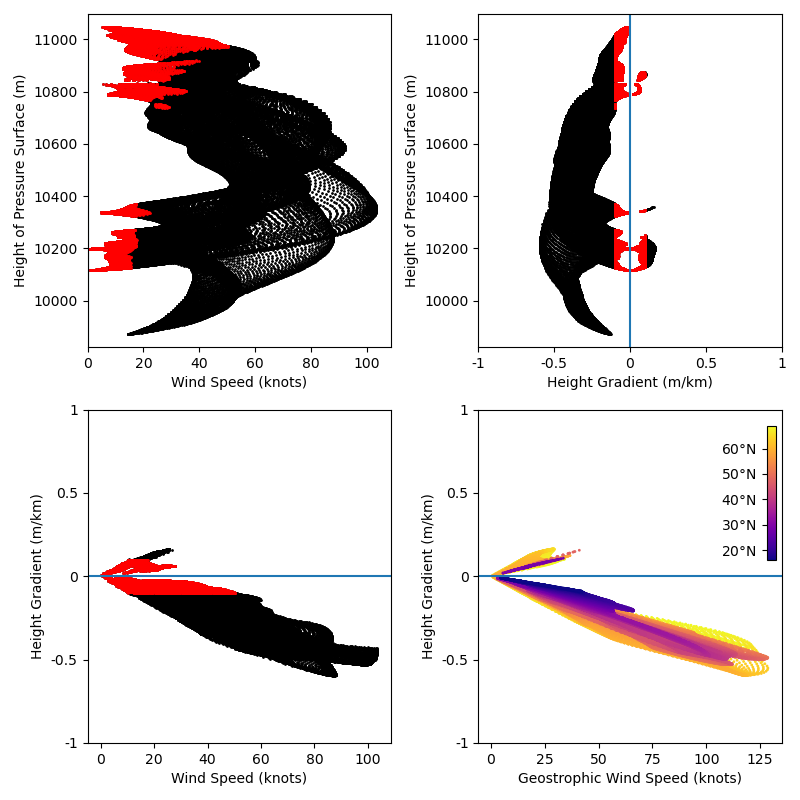 11000
10800
10600
10400
10200
10000
Height of Pressure Surface (m)
0 20 40 60 80 100
Wind Speed (knots)
11000
10800
10600
10400
10200
10000
Height of Pressure Surface (m)
-1 -0.5 0 0.5 1
Height Gradient (m/km)
1
0.5
0
-0.5
-1
Height Gradient (m/km)
0 20 40 60 80 100
Wind Speed (knots)
1
0.5
0
-0.5
-1
Height Gradient (m/km)
60°N
50°N
40°N
30°N
20°N
0 25 50 75 100 125
Geostrophic Wind Speed (knots)